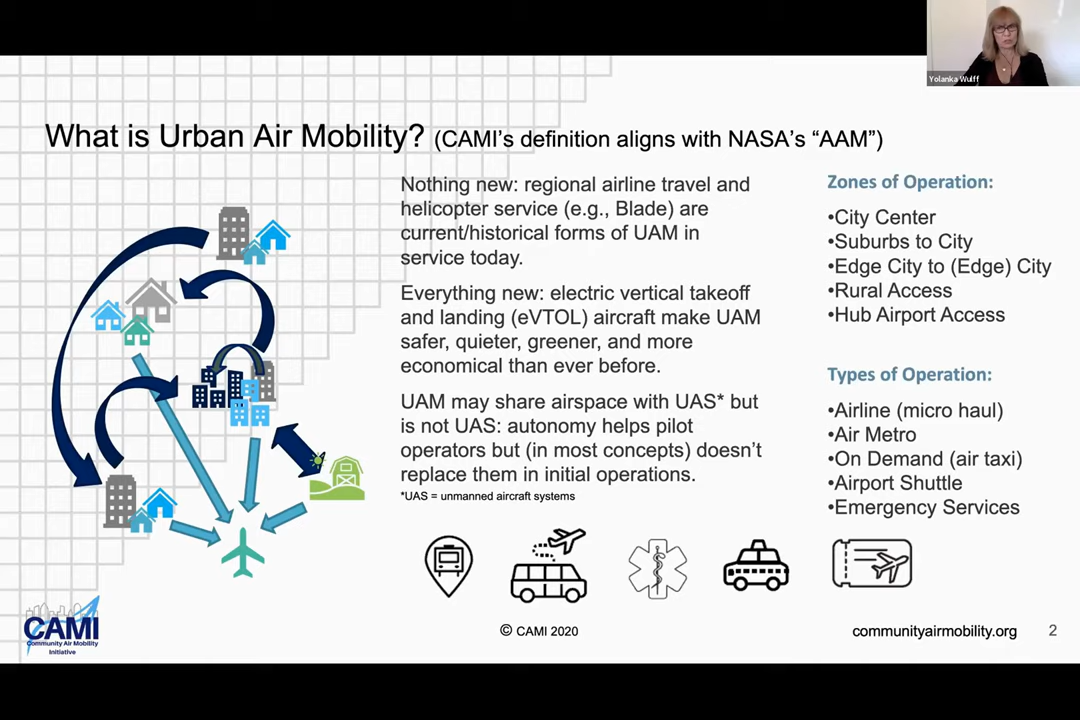 Yolanka Wulff
What is Urban Air Mobility? (CAMI's definition aligns with NASA's “AAM”)
Nothing new: regional airline travel and
helicopter service (e.g., Blade) are
current/historical forms of UAM in
service today.
Everything new: electric vertical takeoff
and landing (eVTOL) aircraft make UAM
safer, quieter, greener, and more
economical than ever before.
UAM may share airspace with UAS* but
is not UAS: autonomy helps pilot
operators but (in most concepts) doesn't
replace them in initial operations.
*UAS = unmanned aircraft systems
Zones of Operation:
•City Center
•Suburbs to City
•Edge City to (Edge) City
•Rural Access
•Hub Airport Access
Types of Operation:
•Airline (micro haul)
•Air Metro
•On Demand (air taxi)
•Airport Shuttle
•Emergency Services
CAMI
Community Air Mobility
Initiative
© CAMI 2020
communityairmobility.org
2